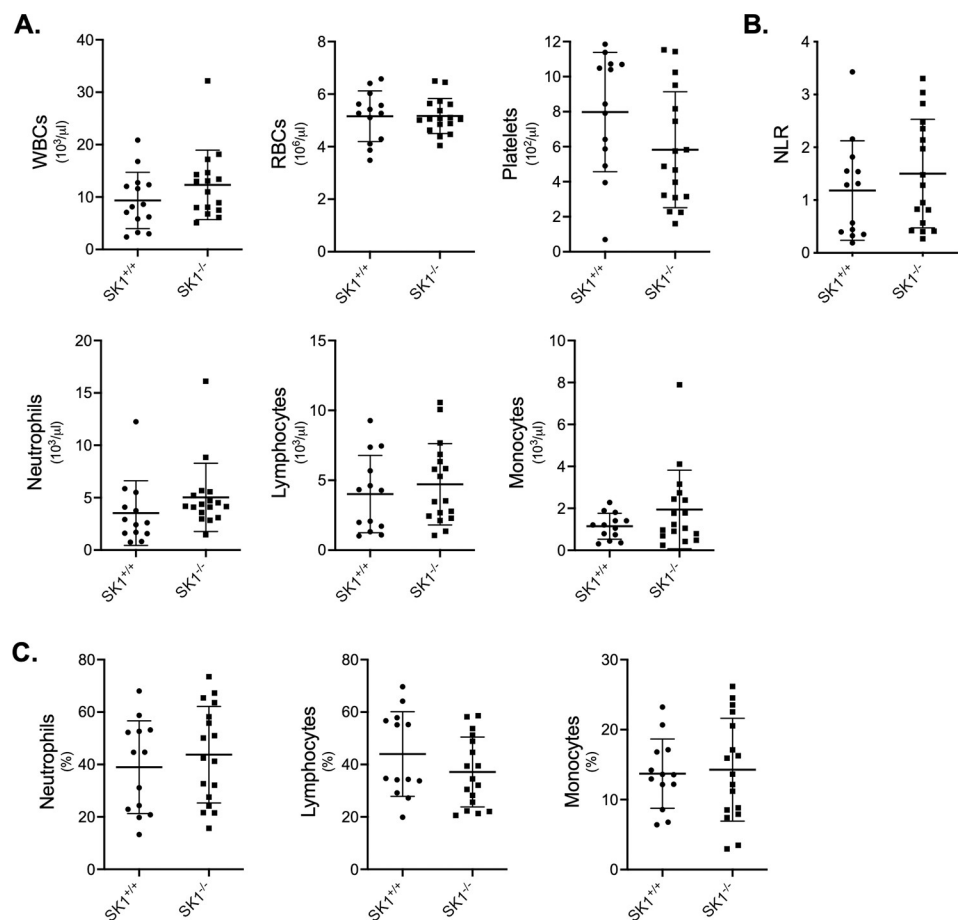 A.
WBCs
(10³/µl)
40
30
20
10
0
SK1+/+
SK1-/-
RBCs
(10⁶/µl)
8
6
4
2
0
SK1+/+
SK1-/-
Platelets
(10²/µl)
12
10
8
6
4
2
0
SK1+/+
SK1-/-
B.
NLR
4
3
2
1
0
SK1+/+
SK1-/-
Neutrophils
(10³/µl)
20
15
10
5
0
SK1+/+
SK1-/-
Lymphocytes
(10³/µl)
15
10
5
0
SK1+/+
SK1-/-
Monocytes
(10³/µl)
10
8
6
4
2
0
SK1+/+
SK1-/-
C.
Neutrophils
(%)
80
60
40
20
0
SK1+/+
SK1-/-
Lymphocytes
(%)
80
60
40
20
0
SK1+/+
SK1-/-
Monocytes
(%)
30
20
10
0
SK1+/+
SK1-/-